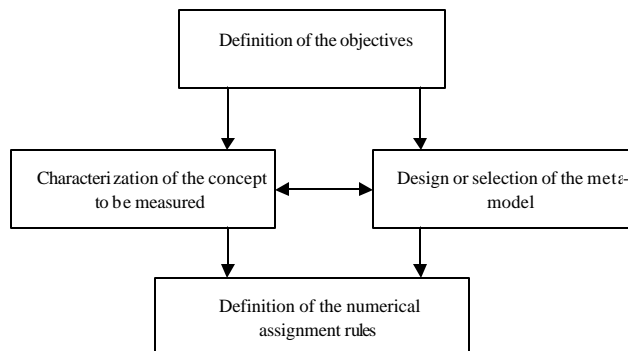 Definition of the objectives
Characterization of the concept
to be measured
Design or selection of the meta-
model
Definition of the numerical
assignment rules